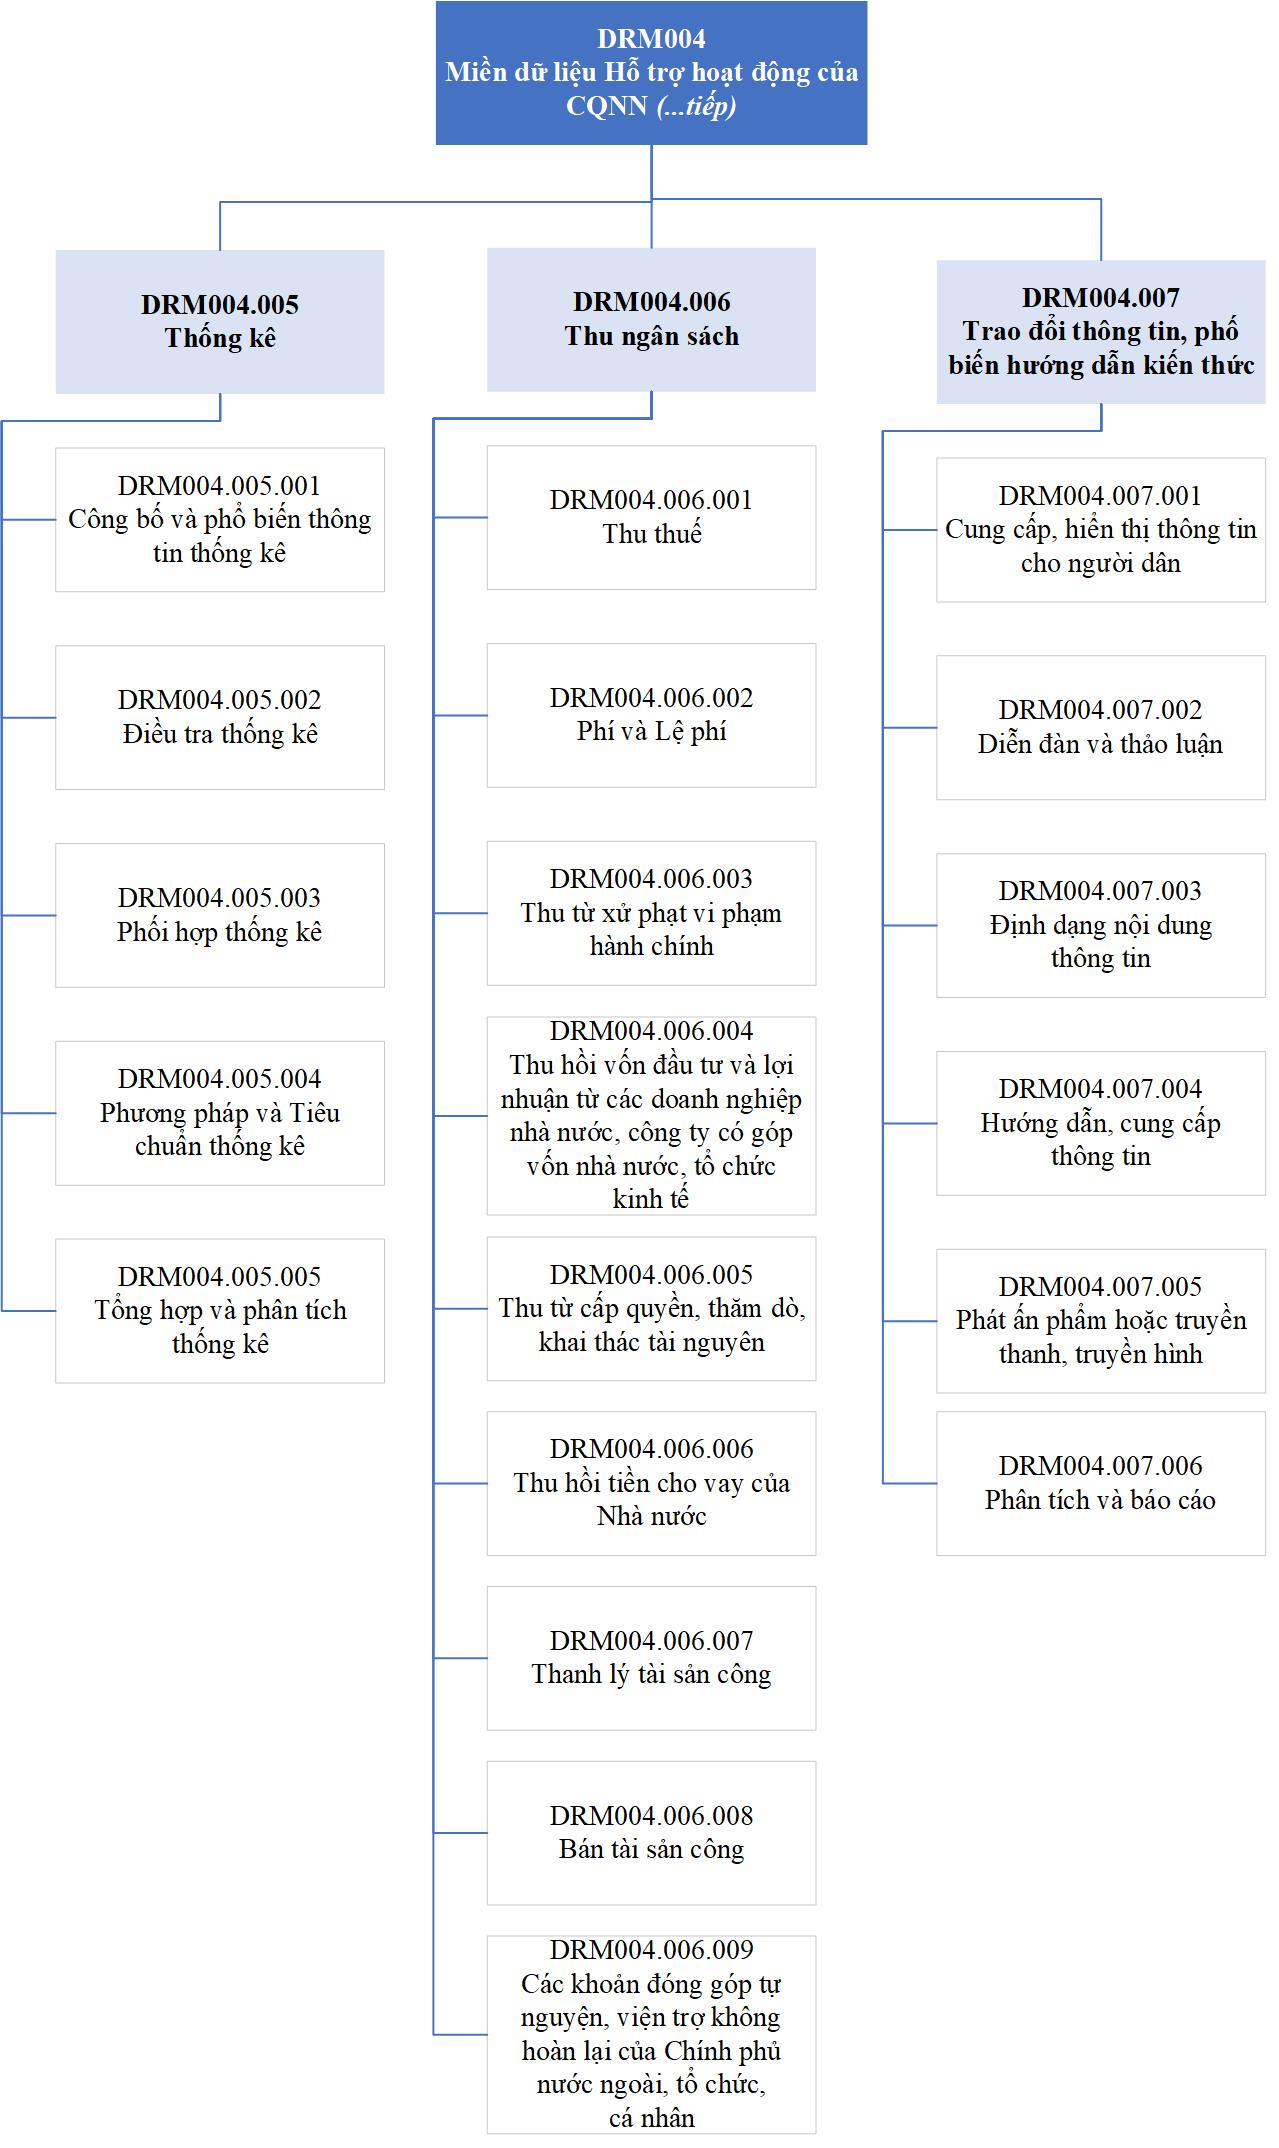 DRM004
Miền dữ liệu Hỗ trợ hoạt động của
CQNN (...tiếp)
DRM004.005
Thống kê
DRM004.005.001
Công bố và phổ biến thông
tin thống kê
DRM004.005.002
Điều tra thống kê
DRM004.005.003
Phối hợp thống kê
DRM004.005.004
Phương pháp và Tiêu
chuẩn thống kê
DRM004.005.005
Tổng hợp và phân tích
thống kê
DRM004.006
Thu ngân sách
DRM004.006.001
Thu thuế
DRM004.006.002
Phí và Lệ phí
DRM004.006.003
Thu từ xử phạt vi phạm
hành chính
DRM004.006.004
Thu hồi vốn đầu tư và lợi
nhuận từ các doanh nghiệp
nhà nước, công ty có góp
vốn nhà nước, tổ chức
kinh tế
DRM004.006.005
Thu từ cấp quyền, thăm dò,
khai thác tài nguyên
DRM004.006.006
Thu hồi tiền cho vay của
Nhà nước
DRM004.006.007
Thanh lý tài sản công
DRM004.006.008
Bán tài sản công
DRM004.006.009
Các khoản đóng góp tự
nguyện, viện trợ không
hoàn lại của Chính phủ
nước ngoài, tổ chức,
cá nhân
DRM004.007
Trao đổi thông tin, phố
biến hướng dẫn kiến thức
DRM004.007.001
Cung cấp, hiển thị thông tin
cho người dân
DRM004.007.002
Diễn đàn và thảo luận
DRM004.007.003
Định dạng nội dung
thông tin
DRM004.007.004
Hướng dẫn, cung cấp
thông tin
DRM004.007.005
Phát ấn phẩm hoặc truyền
thanh, truyền hình
DRM004.007.006
Phân tích và báo cáo